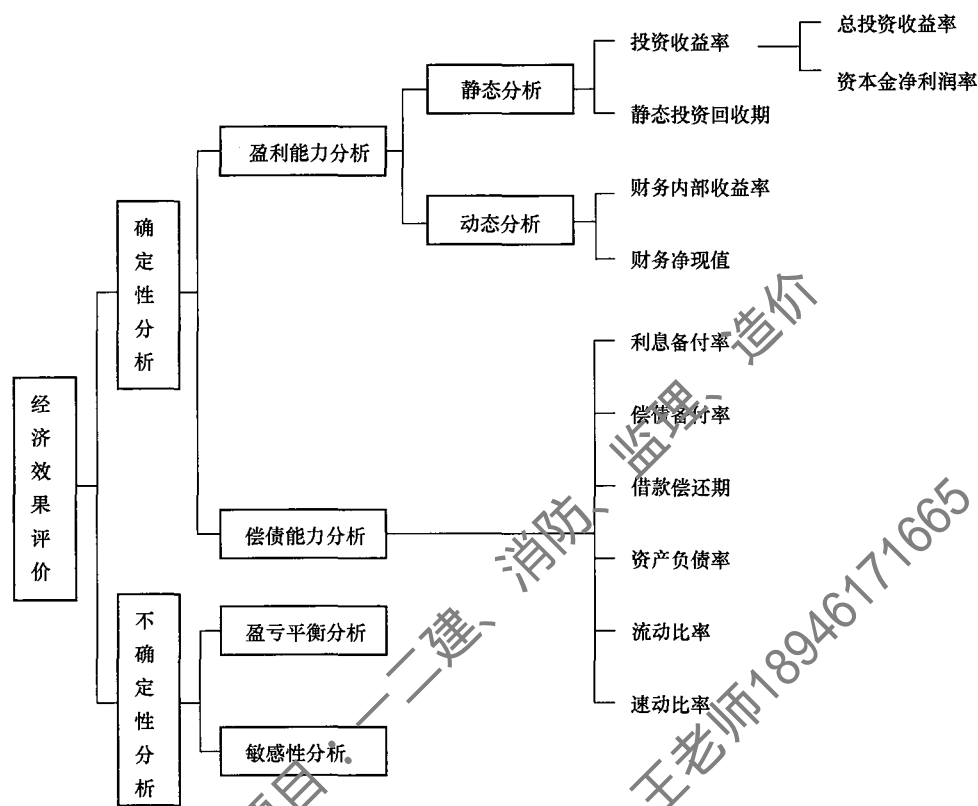 经济效果评价
确定性分析
盈利能力分析
静态分析
投资收益率
总投资收益率
资本金净利润率
静态投资回收期
动态分析
财务内部收益率
财务净现值
偿债能力分析
利息备付率
偿债备付率
借款偿还期
资产负债率
流动比率
速动比率
不确定性分析
盈亏平衡分析
敏感性分析
项目：一二建、消防、监理、造价
王老师18946171665